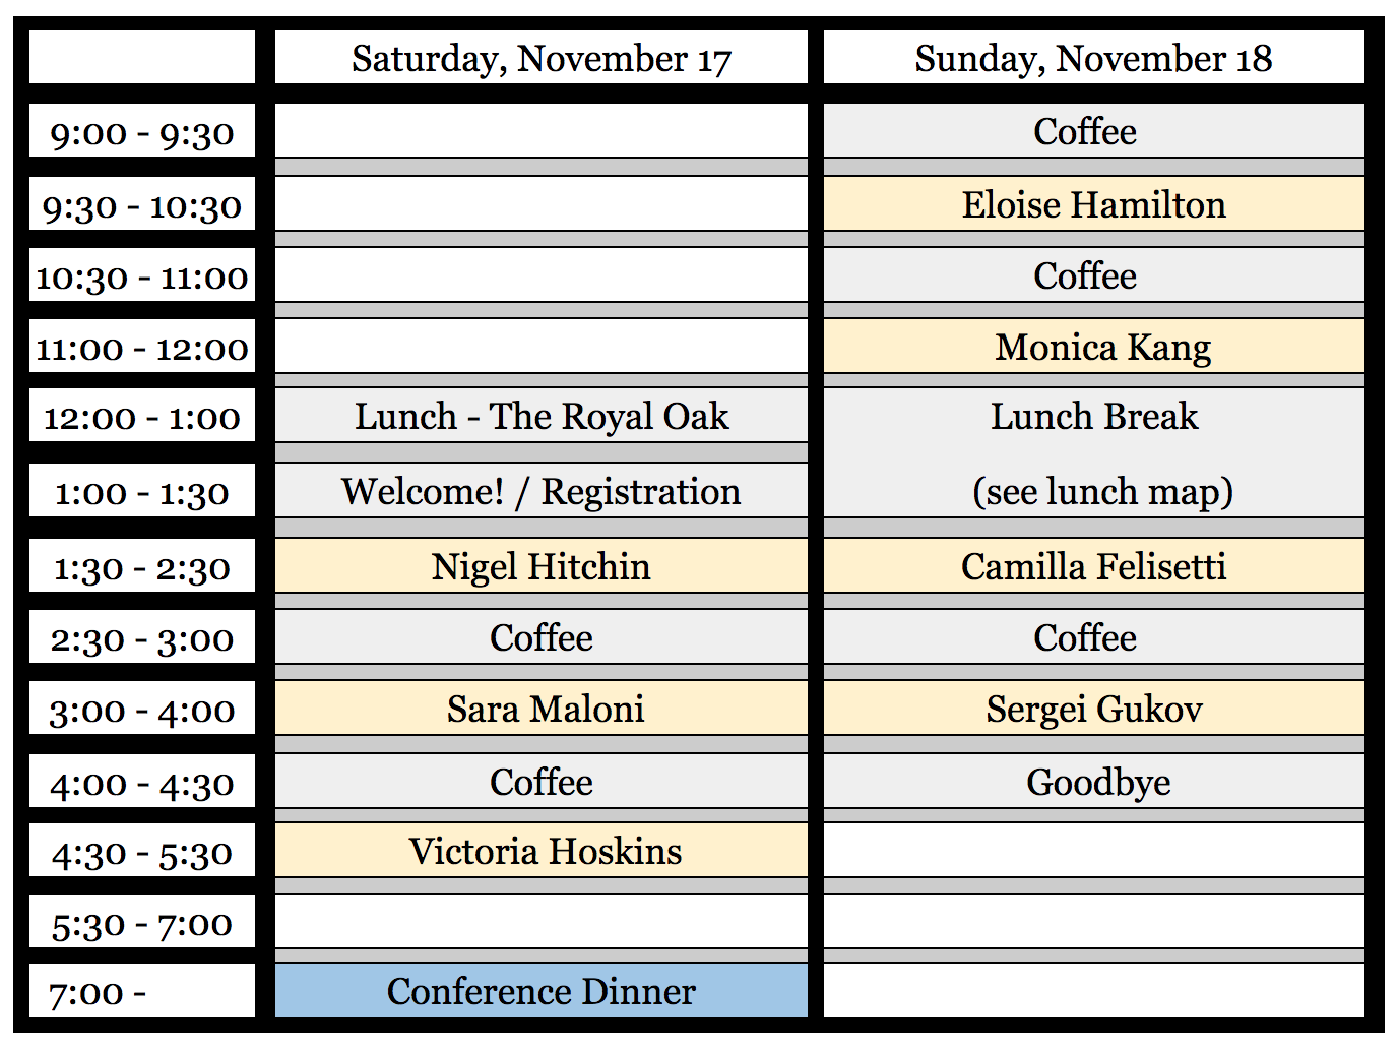 Saturday, November 17 Sunday, November 18
9:00 - 9:30 Coffee
9:30 - 10:30 Eloise Hamilton
10:30 - 11:00 Coffee
11:00 - 12:00 Monica Kang
12:00 - 1:00 Lunch - The Royal Oak Lunch Break
1:00 - 1:30 Welcome! / Registration (see lunch map)
1:30 - 2:30 Nigel Hitchin Camilla Felisetti
2:30 - 3:00 Coffee Coffee
3:00 - 4:00 Sara Maloni Sergei Gukov
4:00 - 4:30 Coffee Goodbye
4:30 - 5:30 Victoria Hoskins
5:30 - 7:00
7:00 - Conference Dinner